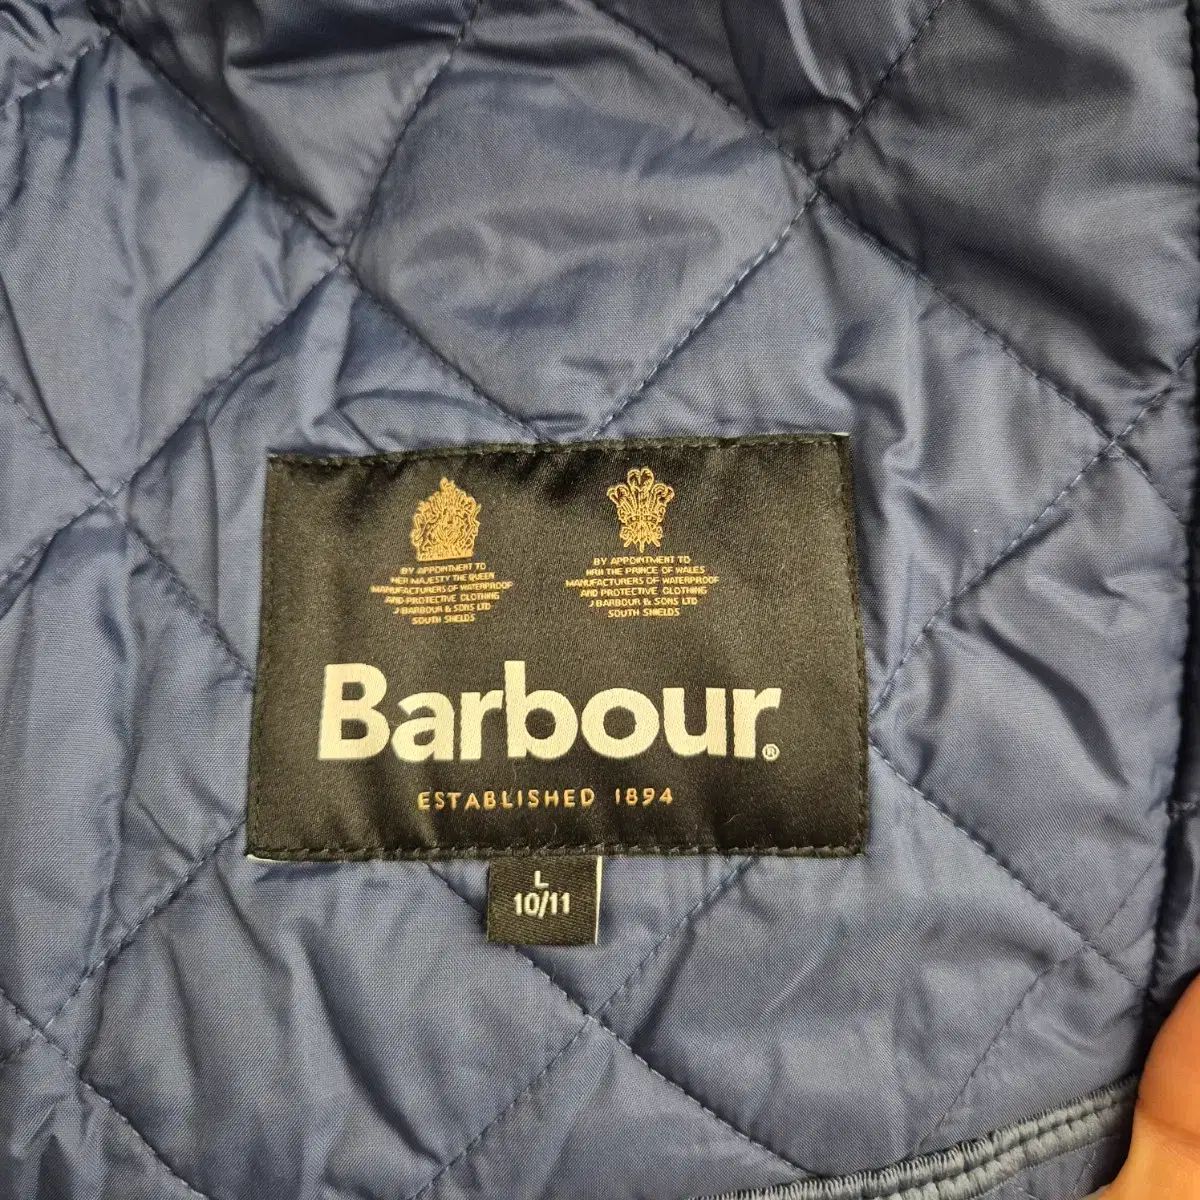 BY APPOINTMENT TO
HER MAJESTY THE QUEEN
MANUFACTURERS OF WATERPROOF
AND PROTECTIVE CLOTHING
J BARBOUR & SONS LTD
SOUTH SHIELDS
BY APPOINTMENT TO
HRH THE PRINCE OF WALES
MANUFACTURERS OF WATERPROOF
AND PROTECTIVE CLOTHING
J BARBOUR & SONS LTD
SOUTH SHIELDS
Barbour®
ESTABLISHED 1894
L
10/11